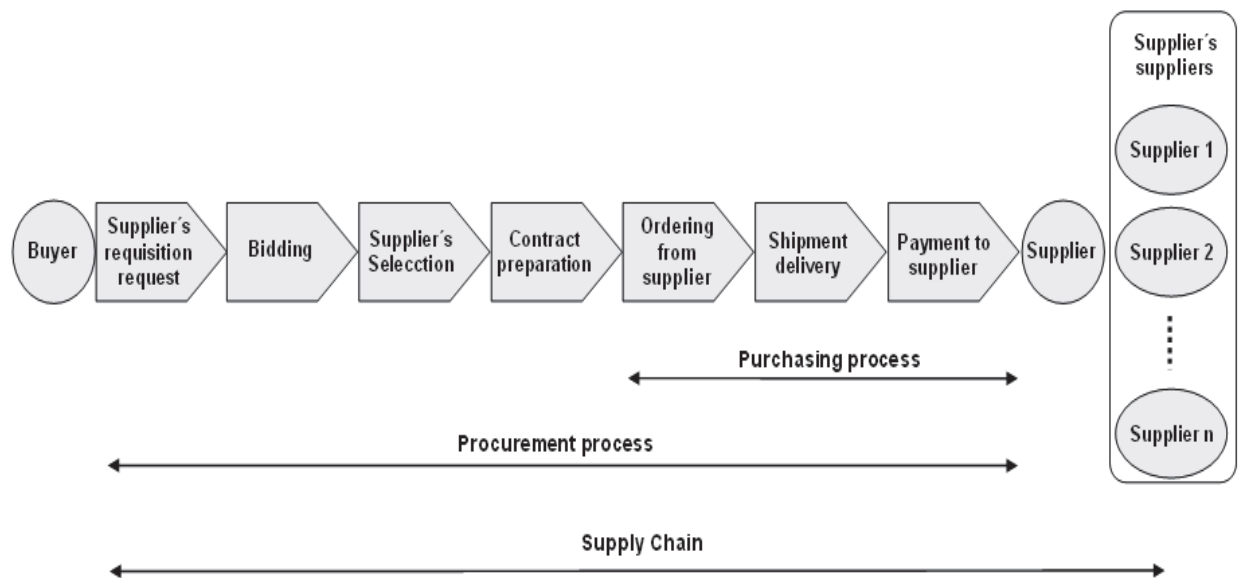 Supplier´s
suppliers
Supplier 1
Buyer
Supplier´s
requisition
request
Bidding
Supplier´s
Selecction
Contract
preparation
Ordering
from
supplier
Shipment
delivery
Payment to
supplier
Supplier
Supplier 2
Purchasing process
Supplier n
Procurement process
Supply Chain